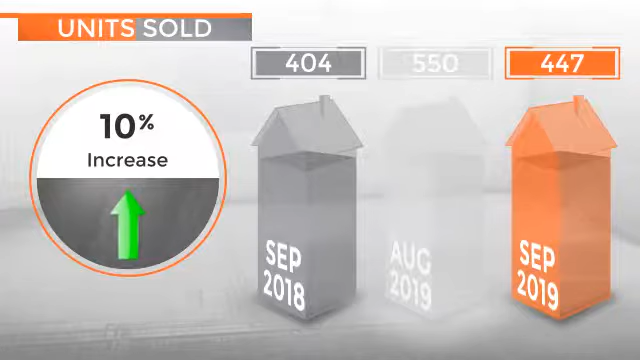 UNITS SOLD
404
550
447
10%
Increase
SEP
2018
AUG
2019
SEP
2019